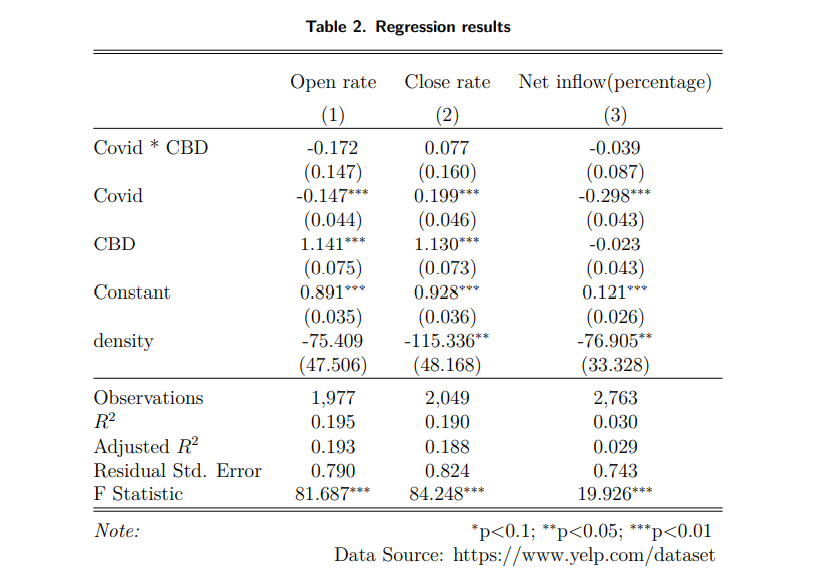 Table 2. Regression results
Open rate Close rate Net inflow(percentage)
(1) (2) (3)
Covid * CBD -0.172 0.077 -0.039
(0.147) (0.160) (0.087)
Covid -0.147*** 0.199*** -0.298***
(0.044) (0.046) (0.043)
CBD 1.141*** 1.130*** -0.023
(0.075) (0.073) (0.043)
Constant 0.891*** 0.928*** 0.121***
(0.035) (0.036) (0.026)
density -75.409 -115.336** -76.905**
(47.506) (48.168) (33.328)
Observations 1,977 2,049 2,763
R² 0.195 0.190 0.030
Adjusted R² 0.193 0.188 0.029
Residual Std. Error 0.790 0.824 0.743
F Statistic 81.687*** 84.248*** 19.926***
Note: *p<0.1; **p<0.05; ***p<0.01
Data Source: https://www.yelp.com/dataset